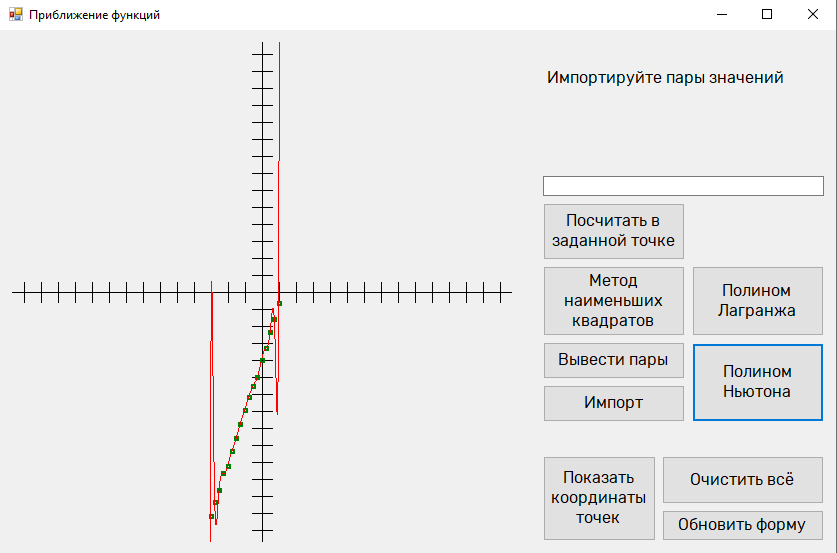 Приближение функций
Импортируйте пары значений
Посчитать в
заданной точке
Метод
наименьших
квадратов
Полином
Лагранжа
Вывести пары
Полином
Ньютона
Импорт
Показать
координаты
точек
Очистить всё
Обновить форму